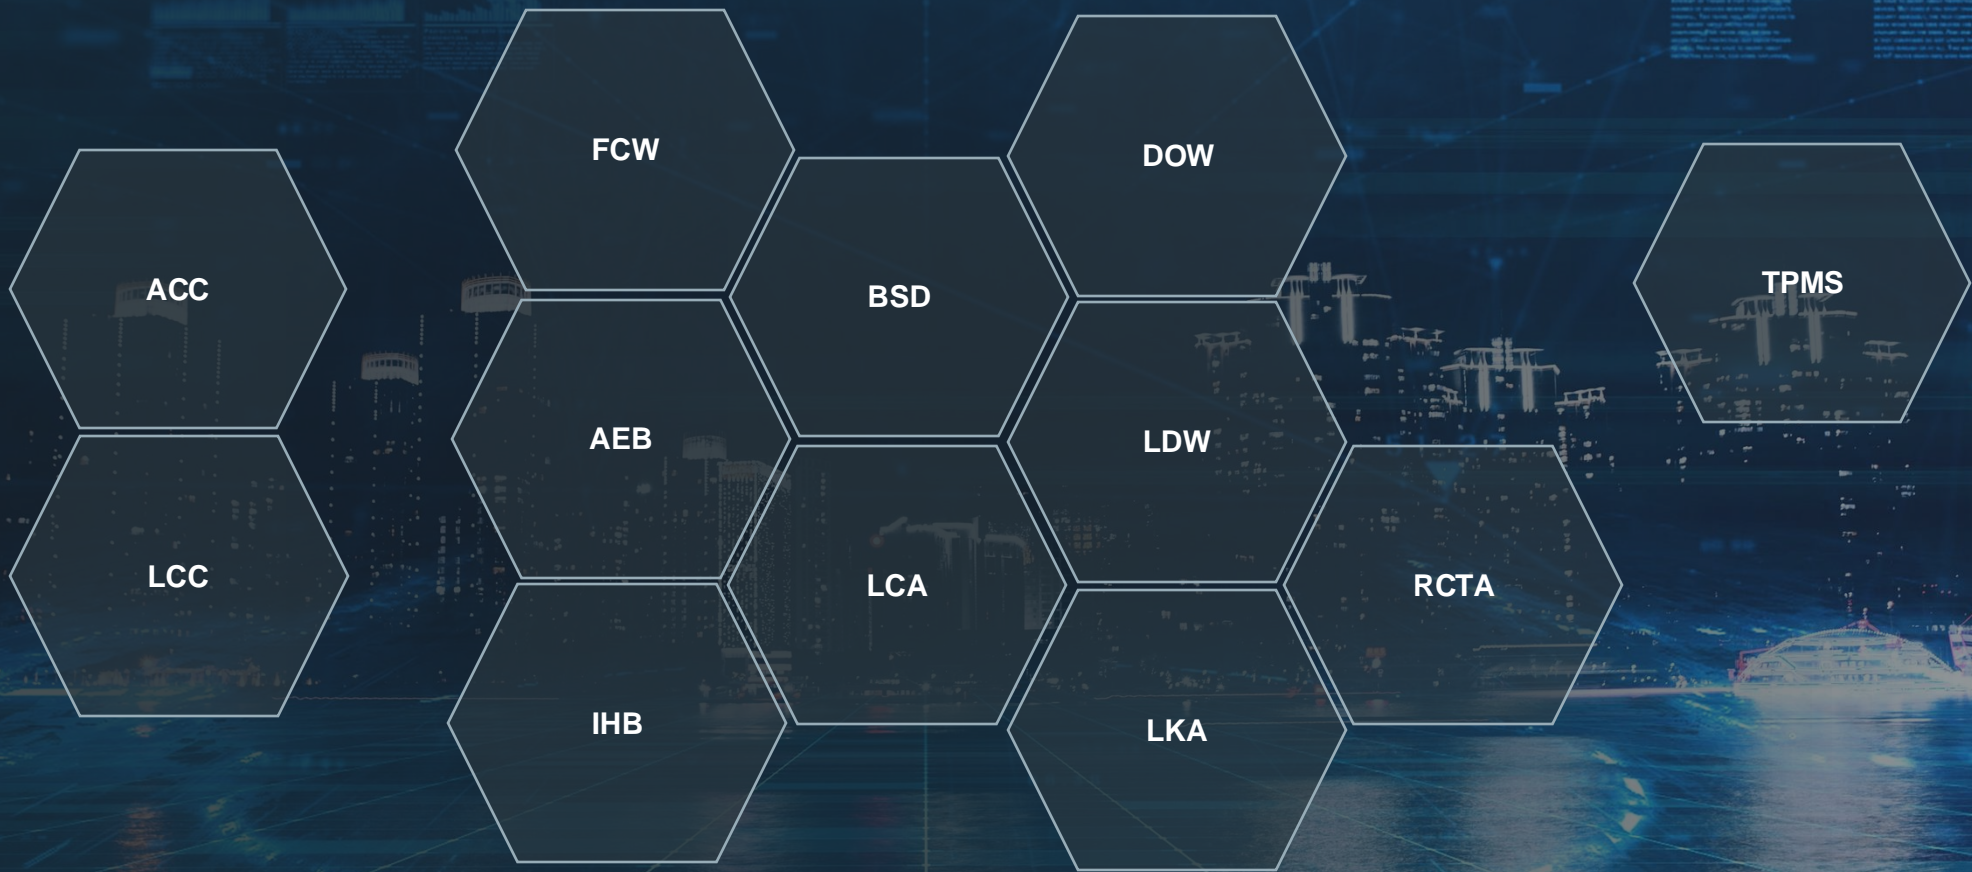 FCW
DOW
ACC
BSD
TPMS
AEB
LDW
LCC
LCA
RCTA
IHB
LKA